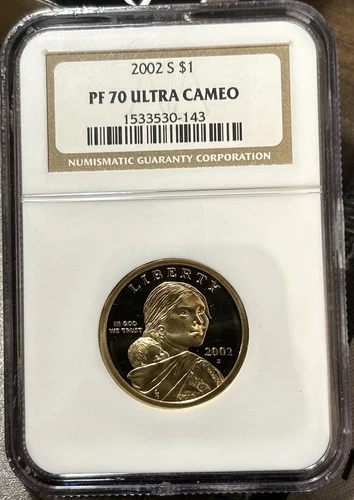 2002 S $1
PF 70 ULTRA CAMEO
1533530-143
NUMISMATIC GUARANTY CORPORATION
LIBERTY
IN GOD
WE TRUST
2002
S